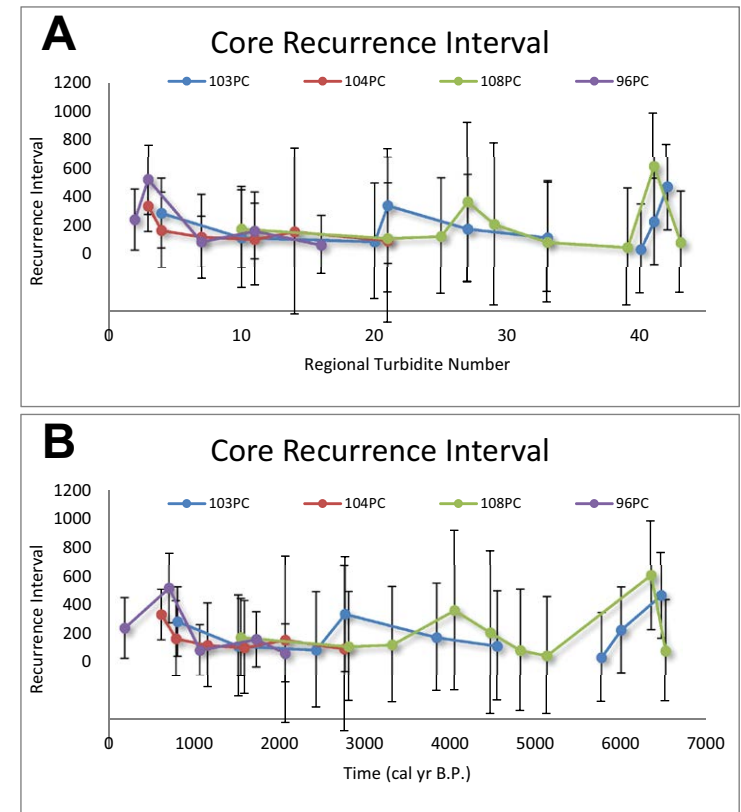 A
Core Recurrence Interval
103PC 104PC 108PC 96PC
1200
1000
800
600
400
200
0
Recurrence Interval
0 10 20 30 40
Regional Turbidite Number
B
Core Recurrence Interval
103PC 104PC 108PC 96PC
1200
1000
800
600
400
200
0
Recurrence Interval
0 1000 2000 3000 4000 5000 6000 7000
Time (cal yr B.P.)